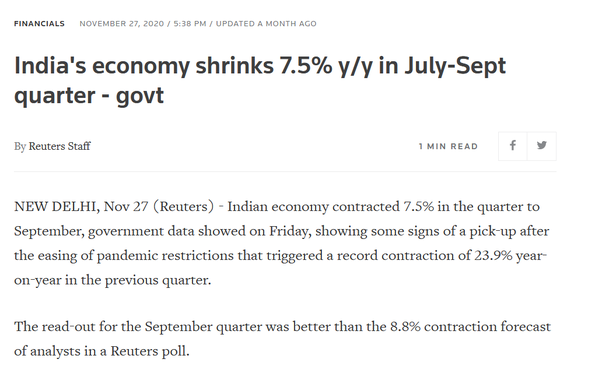 FINANCIALS NOVEMBER 27, 2020 / 5:38 PM / UPDATED A MONTH AGO
India's economy shrinks 7.5% y/y in July-Sept
quarter - govt
By Reuters Staff 1 MIN READ
NEW DELHI, Nov 27 (Reuters) - Indian economy contracted 7.5% in the quarter to
September, government data showed on Friday, showing some signs of a pick-up after
the easing of pandemic restrictions that triggered a record contraction of 23.9% year-
on-year in the previous quarter.
The read-out for the September quarter was better than the 8.8% contraction forecast
of analysts in a Reuters poll.